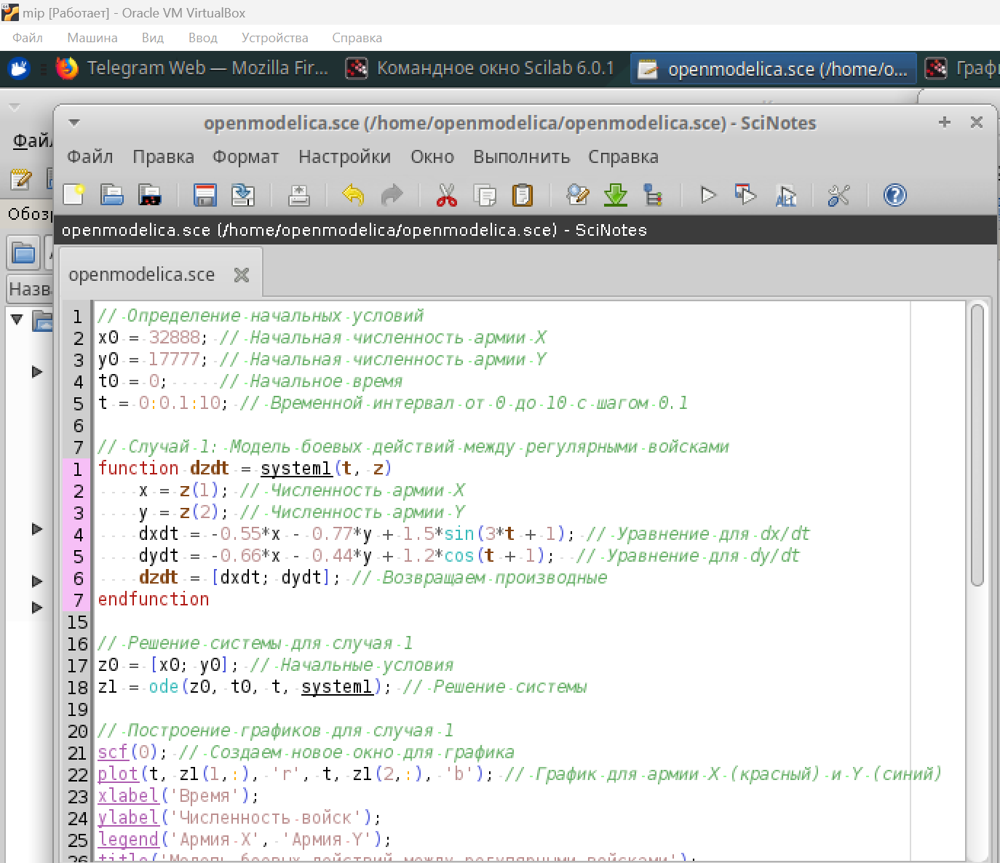 mip [Работает] - Oracle VM VirtualBox
Файл Машина Вид Ввод Устройства Справка
Telegram Web — Mozilla Fir... Командное окно Scilab 6.0.1 openmodelica.sce (/home/o... Граф
openmodelica.sce (/home/openmodelica/openmodelica.sce) - SciNotes
Файл Правка Формат Настройки Окно Выполнить Справка
openmodelica.sce (/home/openmodelica/openmodelica.sce) - SciNotes
Обоз
openmodelica.sce
Назв
1 // Определение начальных условий
2 x0 = 32888; // Начальная численность армии X
3 y0 = 17777; // Начальная численность армии Y
4 t0 = 0;     // Начальное время
5 t = 0:0.1:10; // Временной интервал от 0 до 10 с шагом 0.1
6
7 // Случай 1: Модель боевых действий между регулярными войсками
1 function dzdt = system1(t, z)
2     x = z(1); // Численность армии X
3     y = z(2); // Численность армии Y
4     dxdt = -0.55*x - 0.77*y + 1.5*sin(3*t + 1); // Уравнение для dx/dt
5     dydt = -0.66*x - 0.44*y + 1.2*cos(t + 1);  // Уравнение для dy/dt
6     dzdt = [dxdt; dydt]; // Возвращаем производные
7 endfunction
15
16 // Решение системы для случая 1
17 z0 = [x0; y0]; // Начальные условия
18 z1 = ode(z0, t0, t, system1); // Решение системы
19
20 // Построение графиков для случая 1
21 scf(0); // Создаем новое окно для графика
22 plot(t, z1(1,:), 'r', t, z1(2,:), 'b'); // График для армии X (красный) и Y (синий)
23 xlabel('Время');
24 ylabel('Численность войск');
25 legend('Армия X', 'Армия Y');
26 title('Модель боевых действий между регулярными войсками');